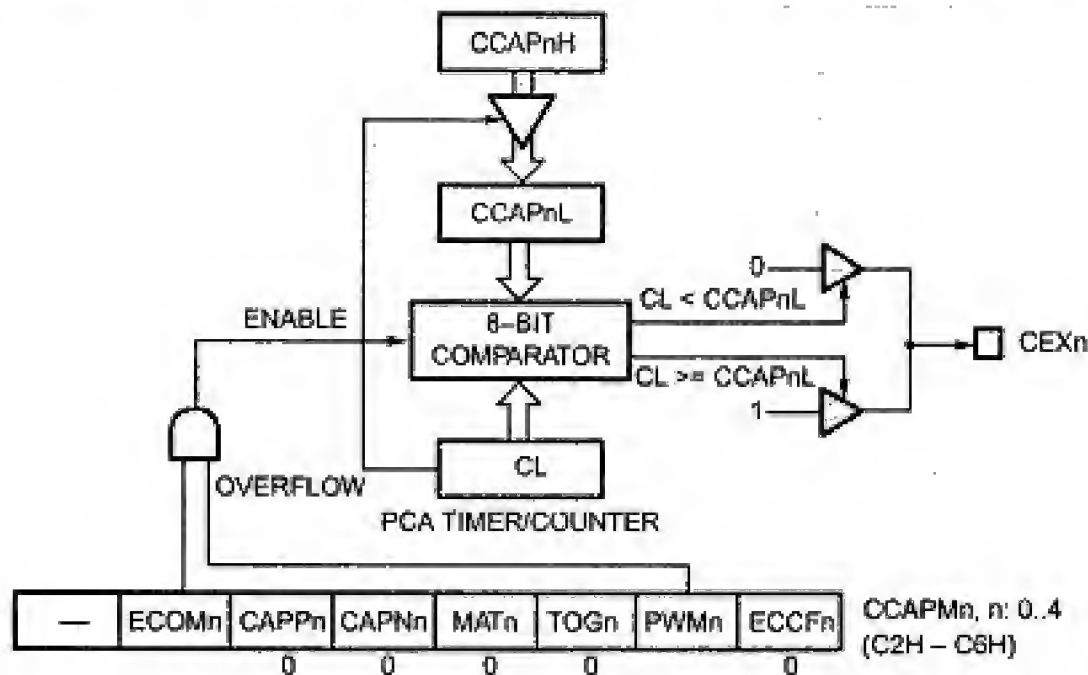 CCAPnH
CCAPnL
0
CL < CCAPnL
ENABLE
8–BIT
COMPARATOR
CEXn
CL >= CCAPnL
1
CL
OVERFLOW
PCA TIMER/COUNTER
— ECOMn CAPPn CAPNn MATn TOGn PWMn ECCFn
CCAPMn, n: 0..4
(C2H – C6H)
0 0 0 0 0